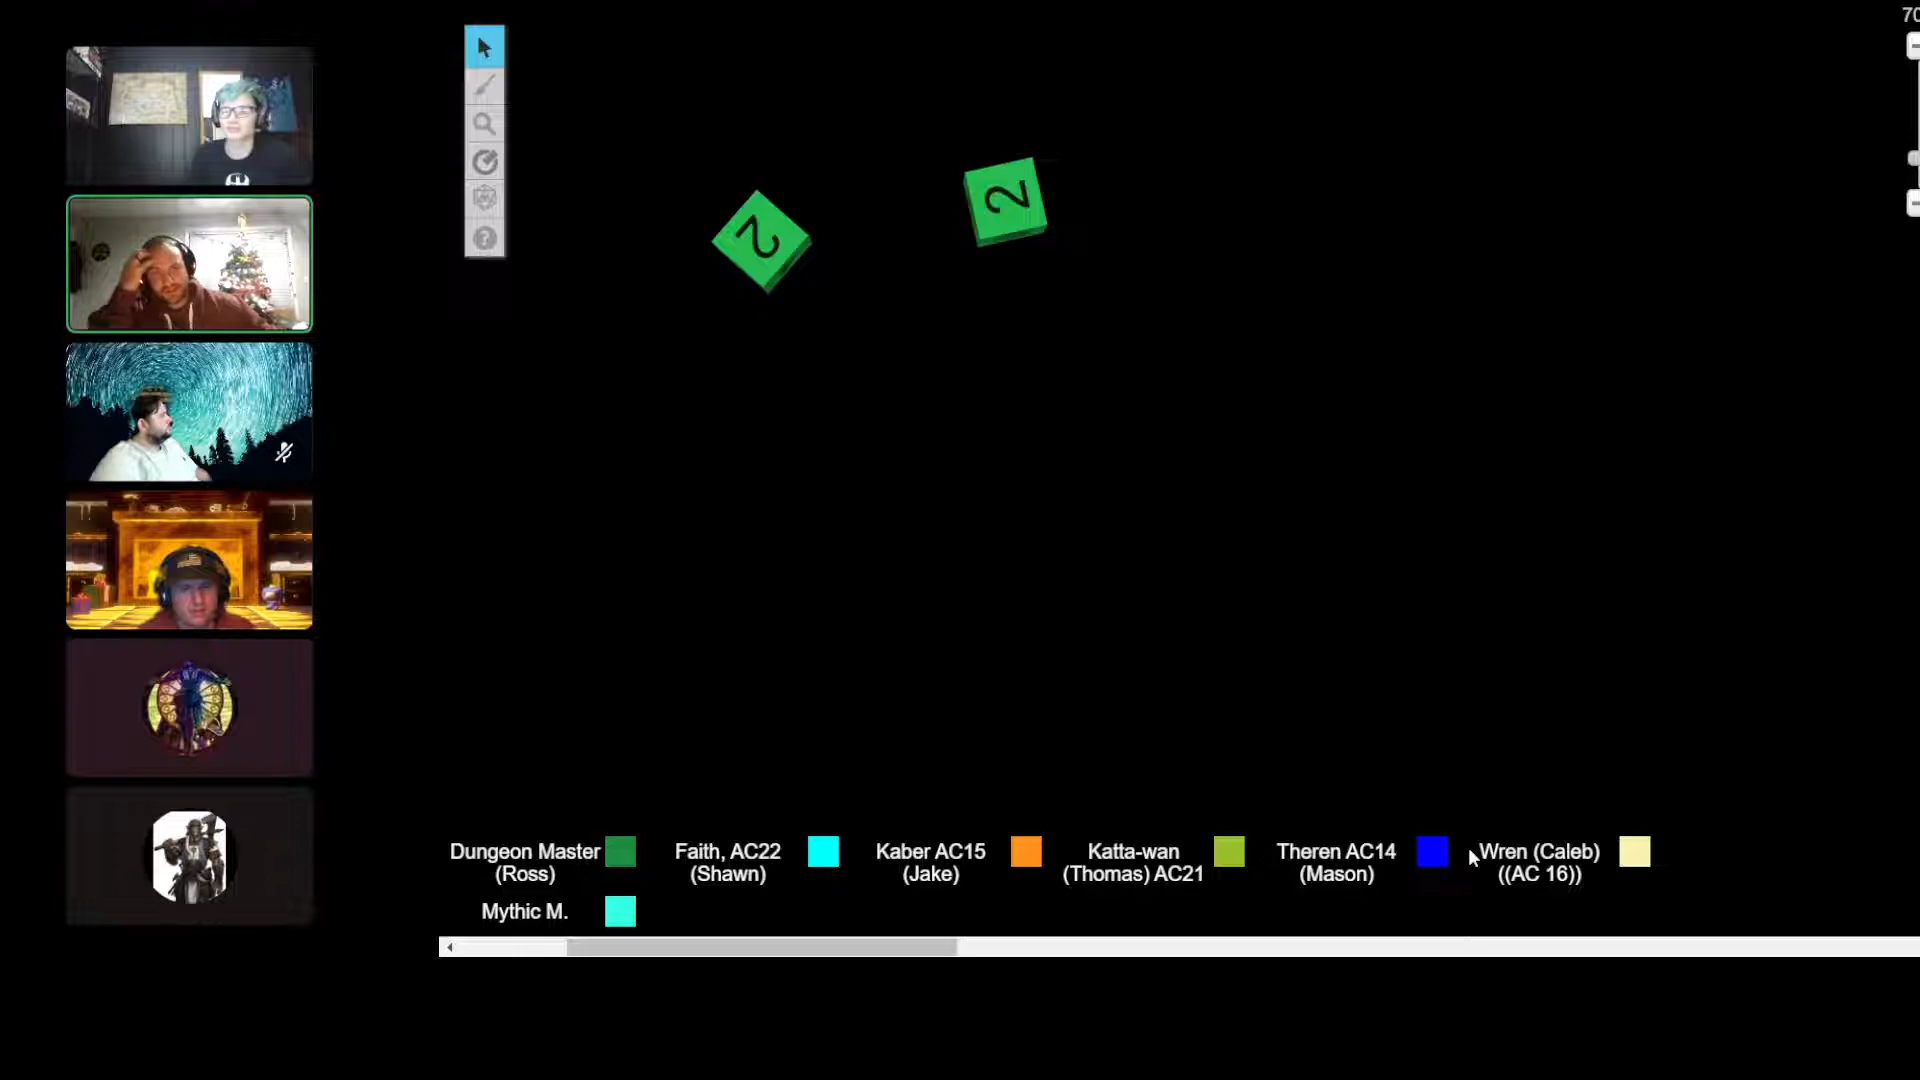 70
2
2
Dungeon Master
(Ross)
Faith, AC22
(Shawn)
Kaber AC15
(Jake)
Katta-wan
(Thomas) AC21
Theren AC14
(Mason)
Wren (Caleb)
((AC 16))
Mythic M.